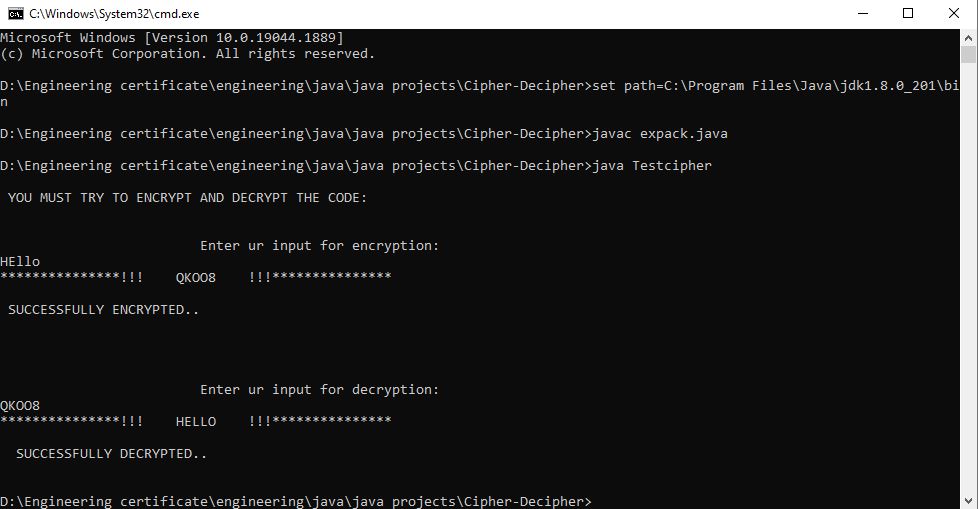 C:\Windows\System32\cmd.exe
Microsoft Windows [Version 10.0.19044.1889]
(c) Microsoft Corporation. All rights reserved.
D:\Engineering certificate\engineering\java\java projects\Cipher-Decipher>set path=C:\Program Files\Java\jdk1.8.0_201\bi
n
D:\Engineering certificate\engineering\java\java projects\Cipher-Decipher>javac expack.java
D:\Engineering certificate\engineering\java\java projects\Cipher-Decipher>java Testcipher
YOU MUST TRY TO ENCRYPT AND DECRYPT THE CODE:
Enter ur input for encryption:
HEllo
***************!!!    QKOO8    !!!***************
SUCCESSFULLY ENCRYPTED..
Enter ur input for decryption:
QKOO8
***************!!!    HELLO    !!!***************
SUCCESSFULLY DECRYPTED..
D:\Engineering certificate\engineering\java\java projects\Cipher-Decipher>